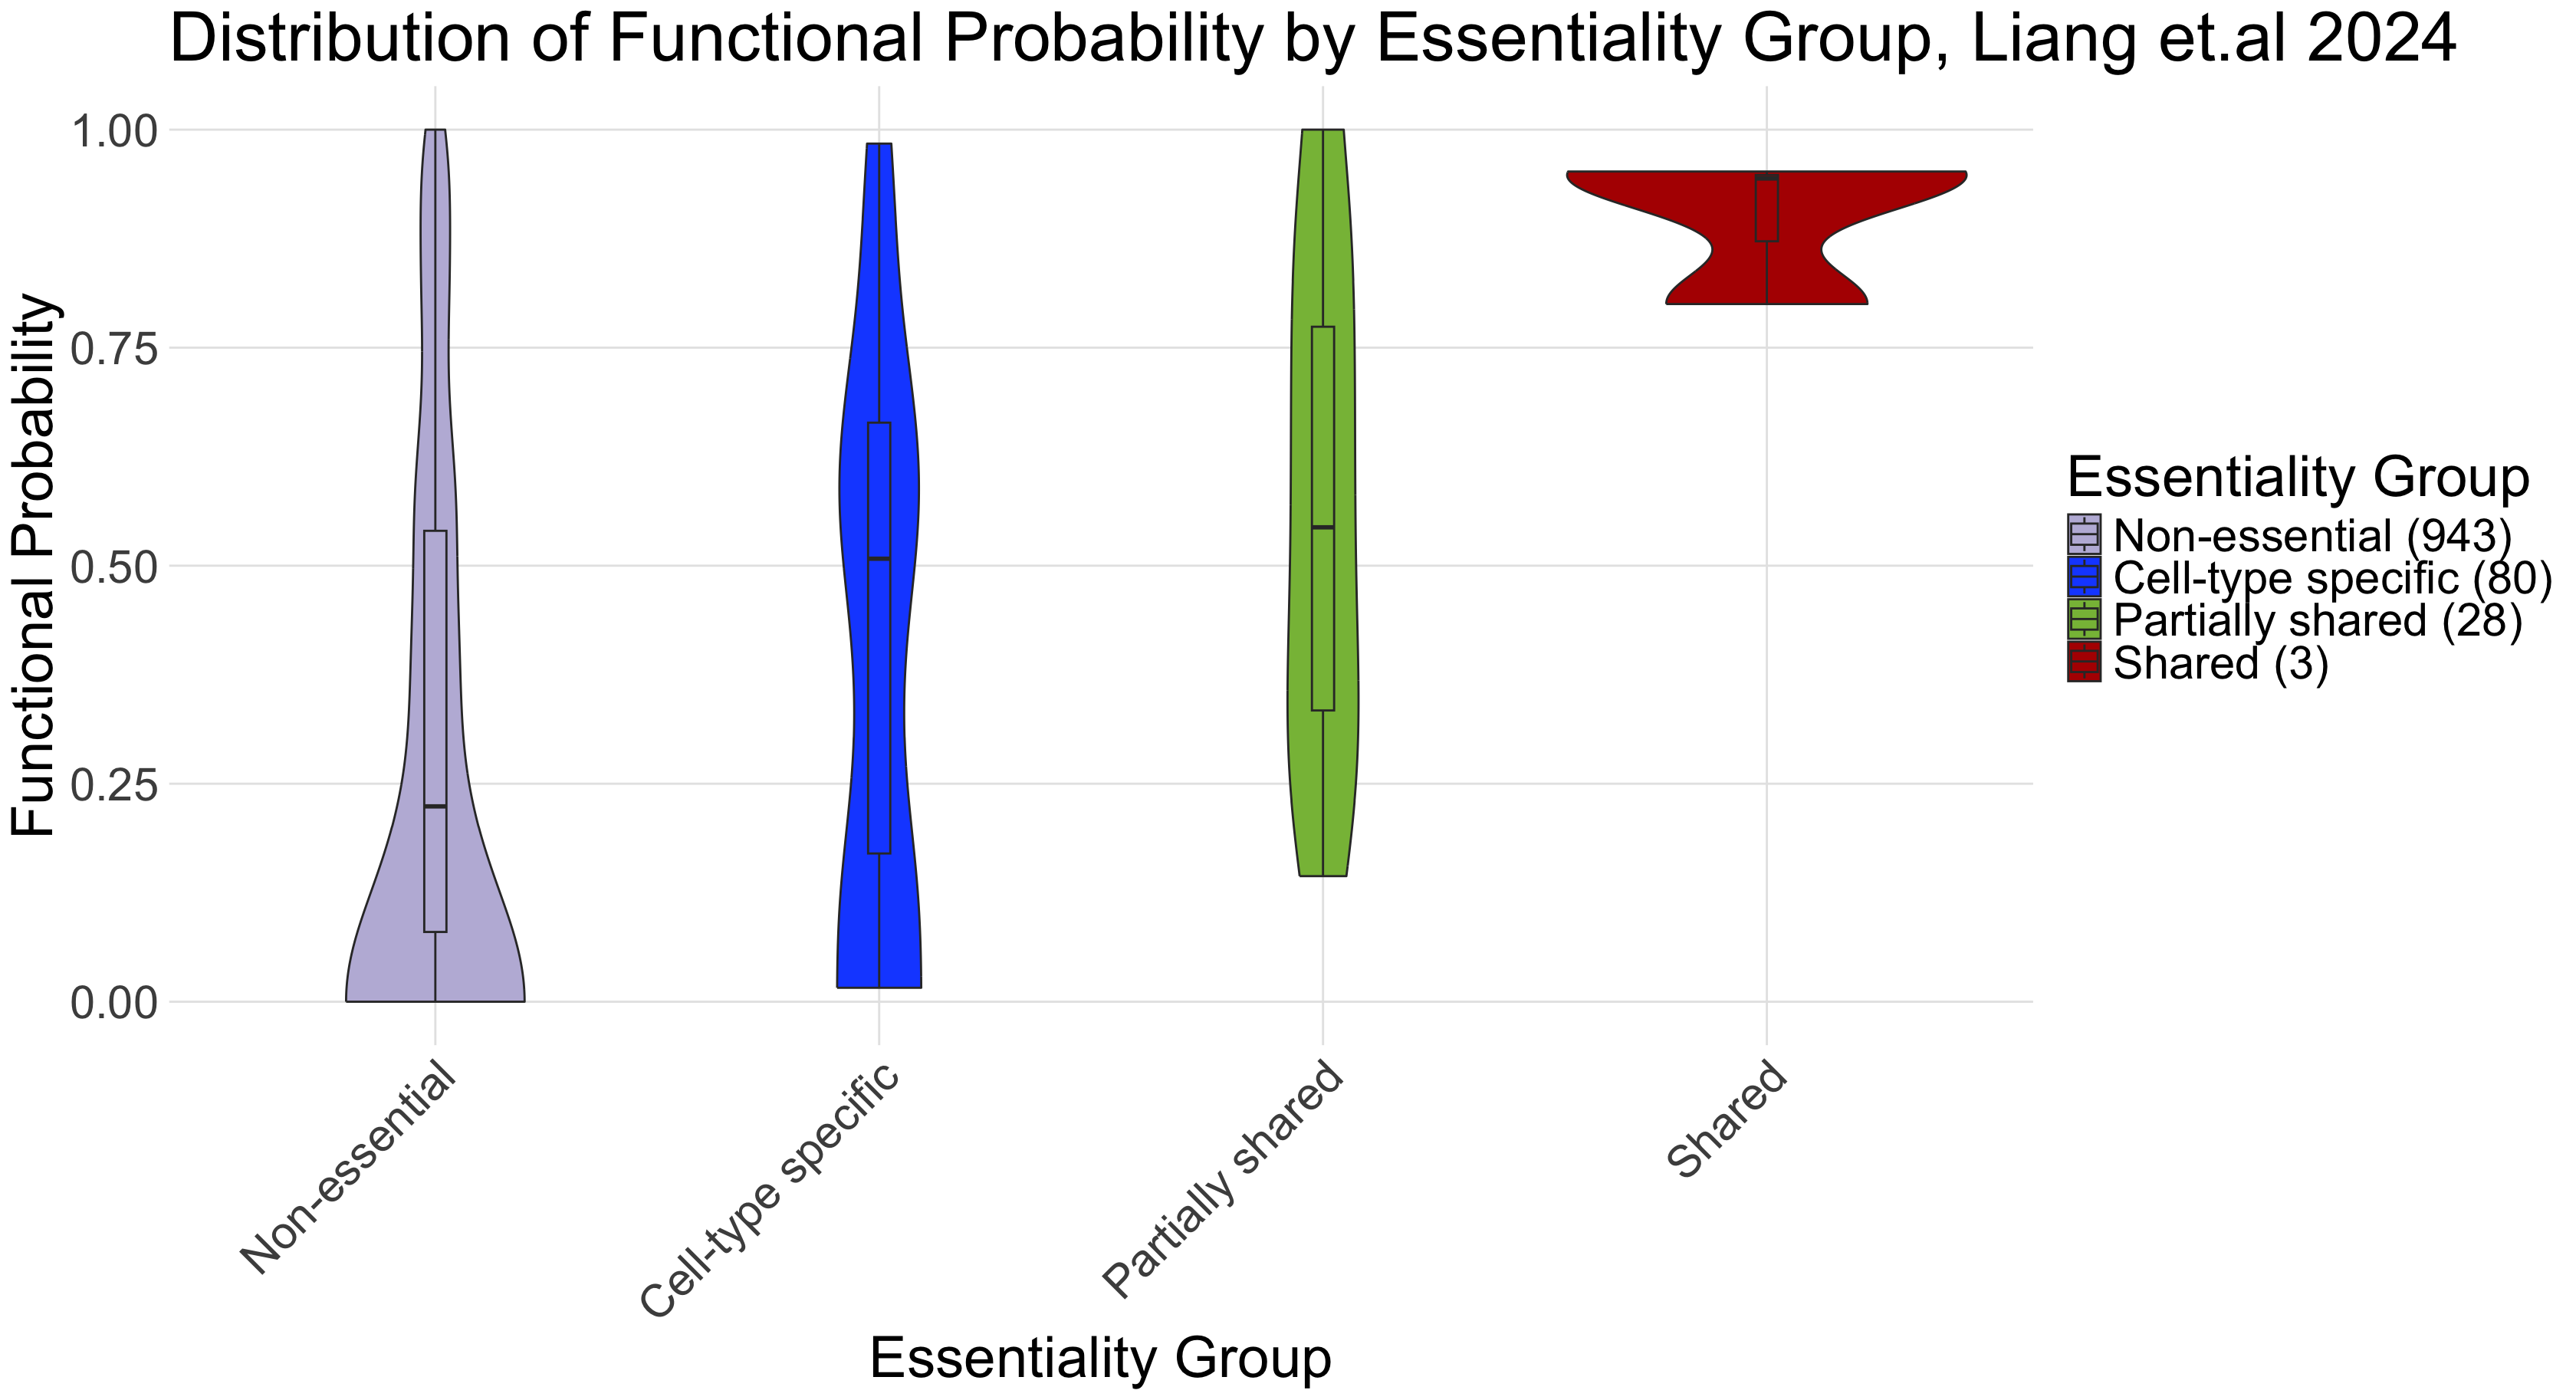 Distribution of Functional Probability by Essentiality Group, Liang et.al 2024
Functional Probability
1.00
0.75
0.50
0.25
0.00
Non-essential
Cell-type specific
Partially shared
Shared
Essentiality Group
Essentiality Group
Non-essential (943)
Cell-type specific (80)
Partially shared (28)
Shared (3)